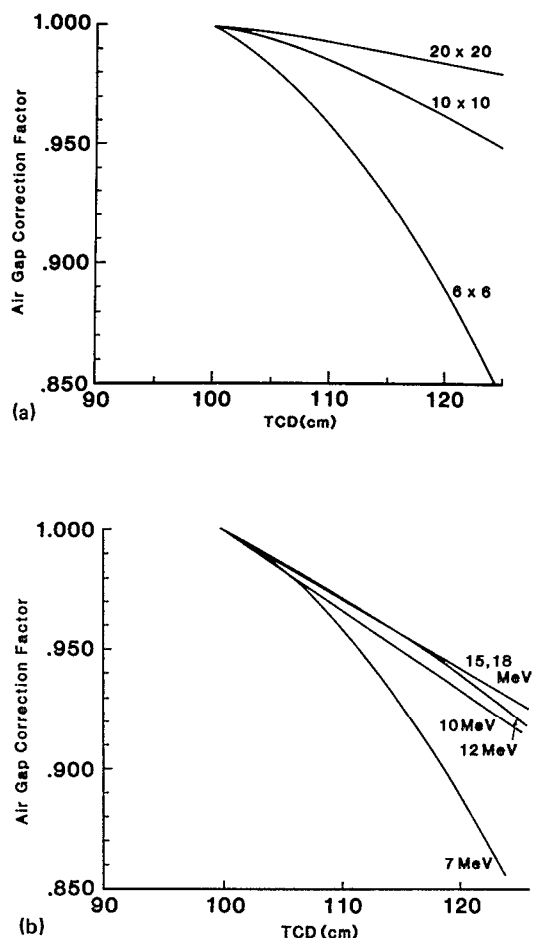 1.000
.950
.900
.850
Air Gap Correction Factor
20 x 20
10 x 10
6 x 6
90
100
110
120
TCD(cm)
(a)
1.000
.950
.900
.850
Air Gap Correction Factor
15,18
MeV
10 MeV
12 MeV
7 MeV
90
100
110
120
TCD (cm)
(b)